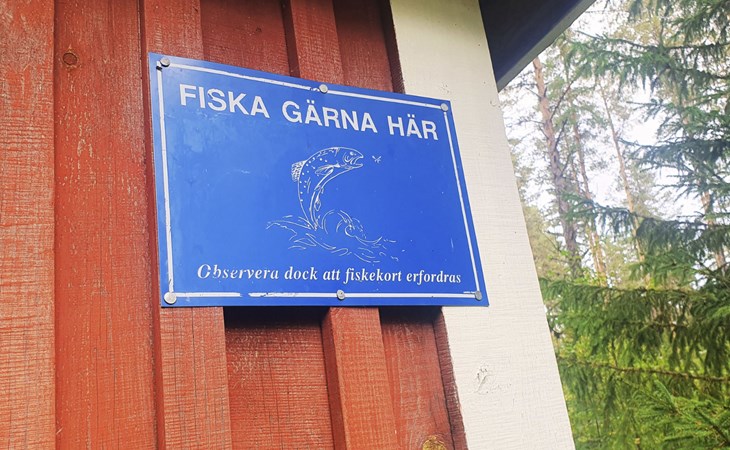 FISKA GÄRNA HÄR
Observera dock att fiskekort erfordras